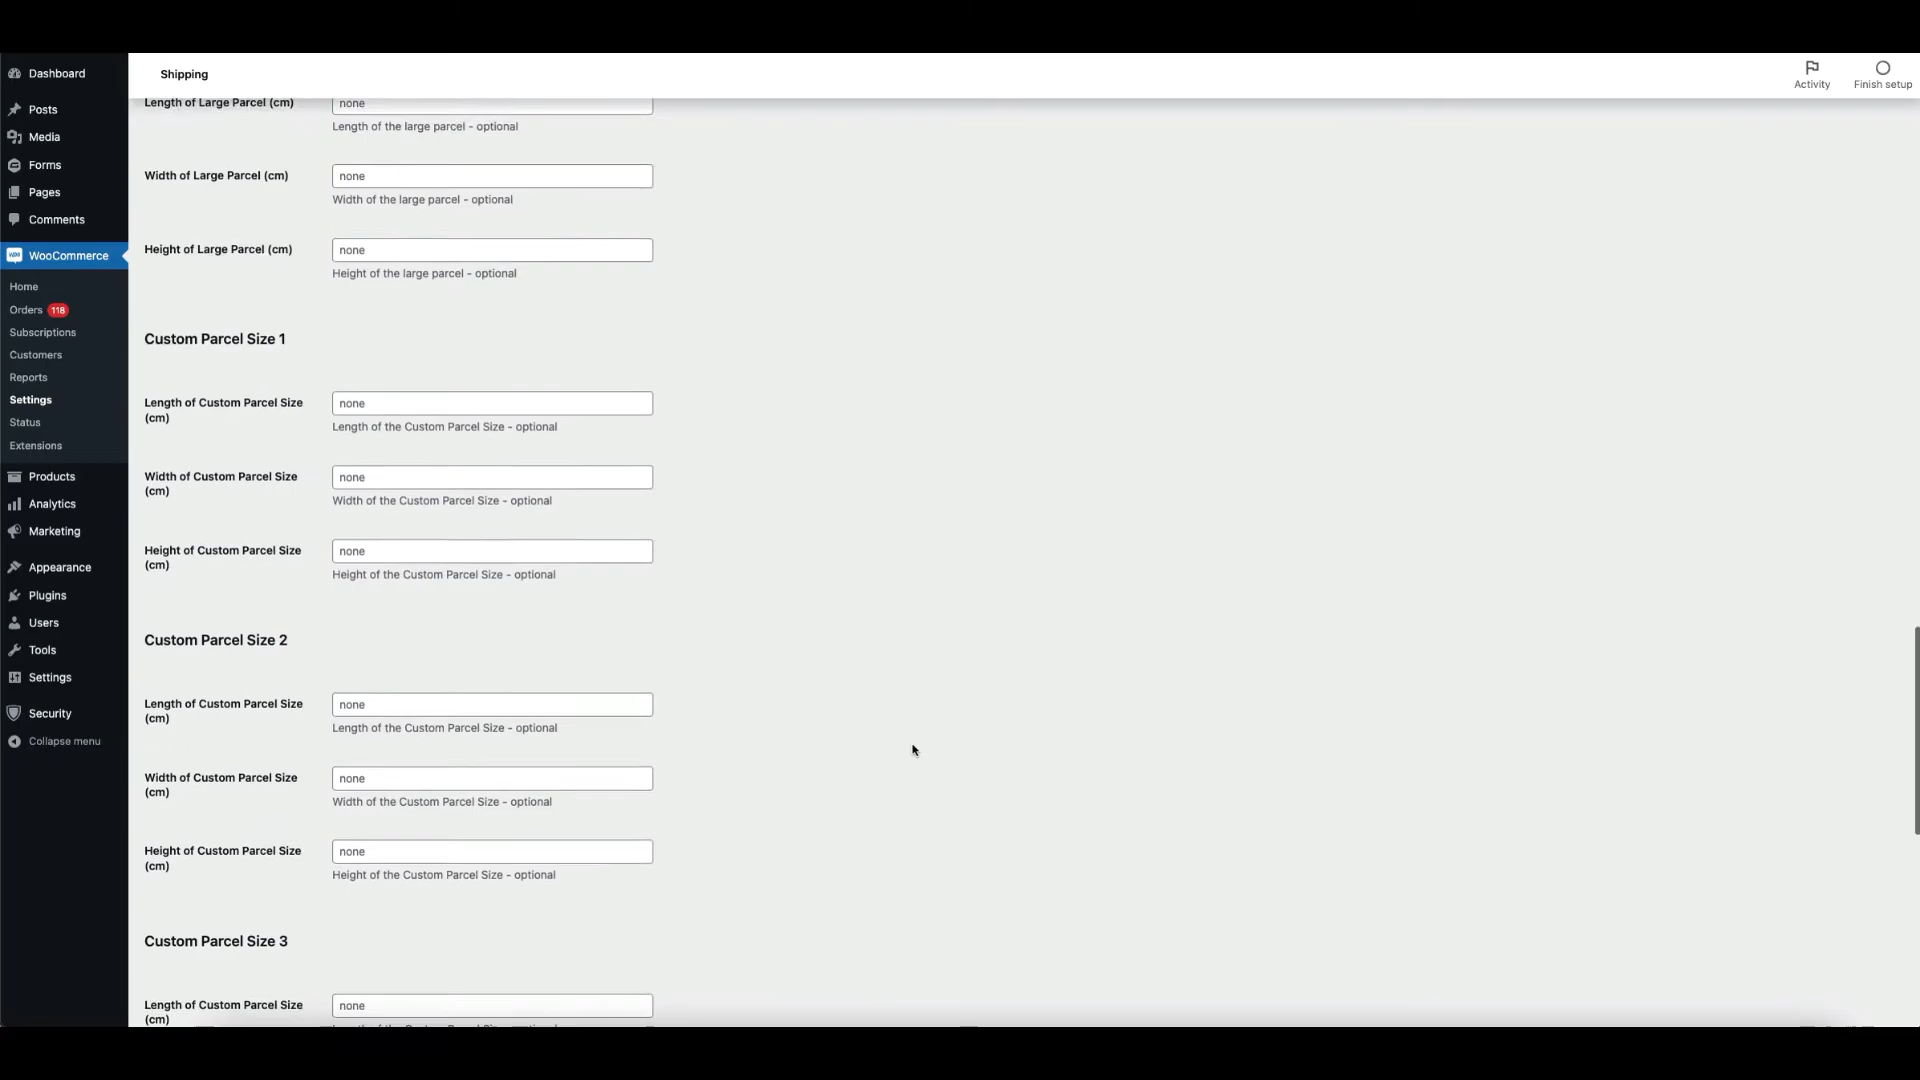 Dashboard
Posts
Media
Forms
Pages
Comments
WooCommerce
Home
Orders 118
Subscriptions
Customers
Reports
Settings
Status
Extensions
Products
Analytics
Marketing
Appearance
Plugins
Users
Tools
Settings
Security
Collapse menu
Shipping
Activity
Finish setup
Length of Large Parcel (cm)
none
Length of the large parcel - optional
Width of Large Parcel (cm)
none
Width of the large parcel - optional
Height of Large Parcel (cm)
none
Height of the large parcel - optional
Custom Parcel Size 1
Length of Custom Parcel Size
(cm)
none
Length of the Custom Parcel Size - optional
Width of Custom Parcel Size
(cm)
none
Width of the Custom Parcel Size - optional
Height of Custom Parcel Size
(cm)
none
Height of the Custom Parcel Size - optional
Custom Parcel Size 2
Length of Custom Parcel Size
(cm)
none
Length of the Custom Parcel Size - optional
Width of Custom Parcel Size
(cm)
none
Width of the Custom Parcel Size - optional
Height of Custom Parcel Size
(cm)
none
Height of the Custom Parcel Size - optional
Custom Parcel Size 3
Length of Custom Parcel Size
(cm)
none